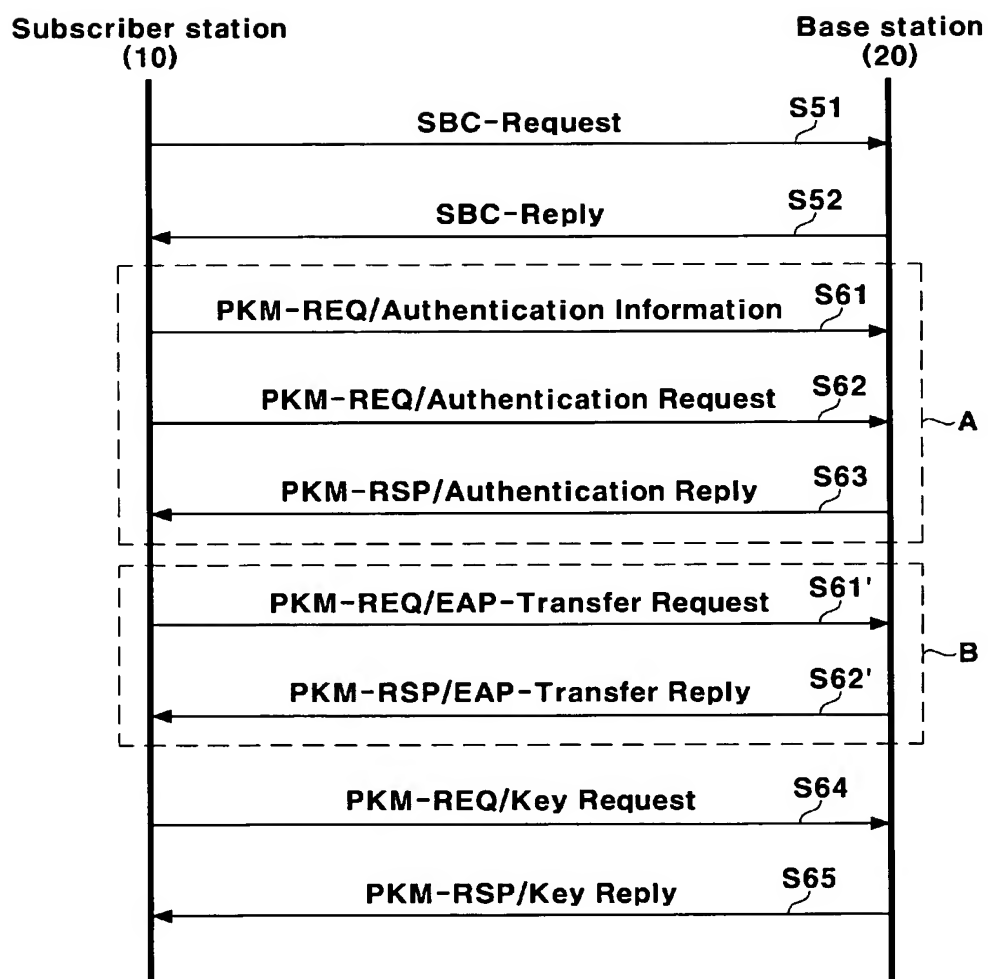 Subscriber station
(10)
Base station
(20)
SBC-Request
S51
SBC-Reply
S52
PKM-REQ/Authentication Information
S61
PKM-REQ/Authentication Request
S62
A
PKM-RSP/Authentication Reply
S63
PKM-REQ/EAP-Transfer Request
S61'
B
PKM-RSP/EAP-Transfer Reply
S62'
PKM-REQ/Key Request
S64
PKM-RSP/Key Reply
S65